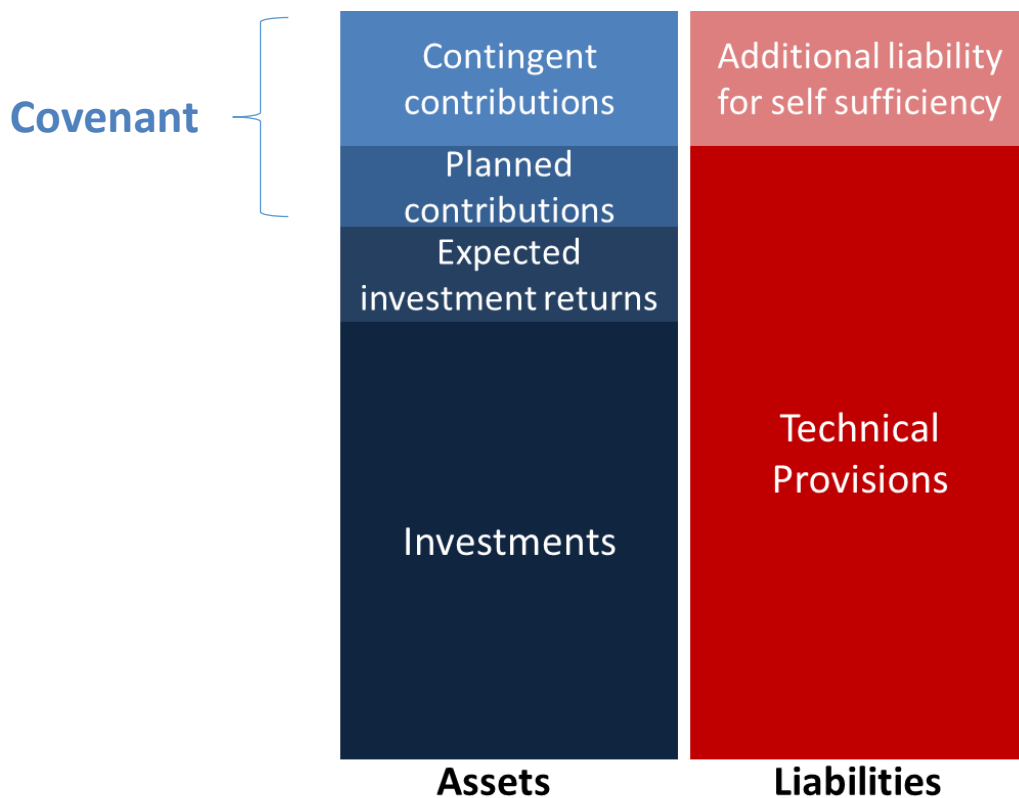 Covenant
Contingent
contributions
Planned
contributions
Expected
investment returns
Investments
Assets
Additional liability
for self sufficiency
Technical
Provisions
Liabilities